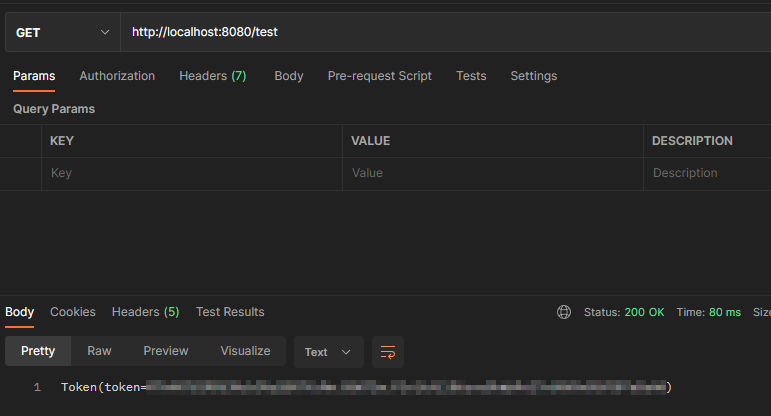 GET http://localhost:8080/test
Params Authorization Headers (7) Body Pre-request Script Tests Settings
Query Params
KEY VALUE DESCRIPTION
Key Value Description
Body Cookies Headers (5) Test Results Status: 200 OK Time: 80 ms
Pretty Raw Preview Visualize Text
1 Token(token=
)